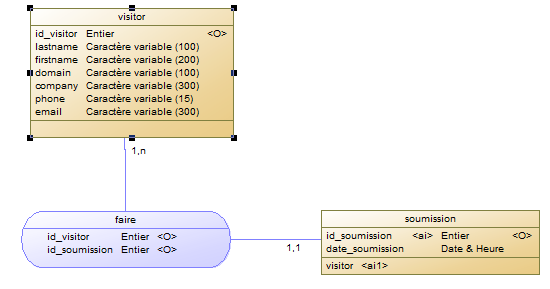 visitor
id_visitor Entier <O>
lastname Caractère variable (100)
firstname Caractère variable (200)
domain Caractère variable (100)
company Caractère variable (300)
phone Caractère variable (15)
email Caractère variable (300)
1,n
faire
id_visitor Entier <O>
id_soumission Entier <O>
1,1
soumission
id_soumission <ai> Entier <O>
date_soumission Date & Heure
visitor <ai1>